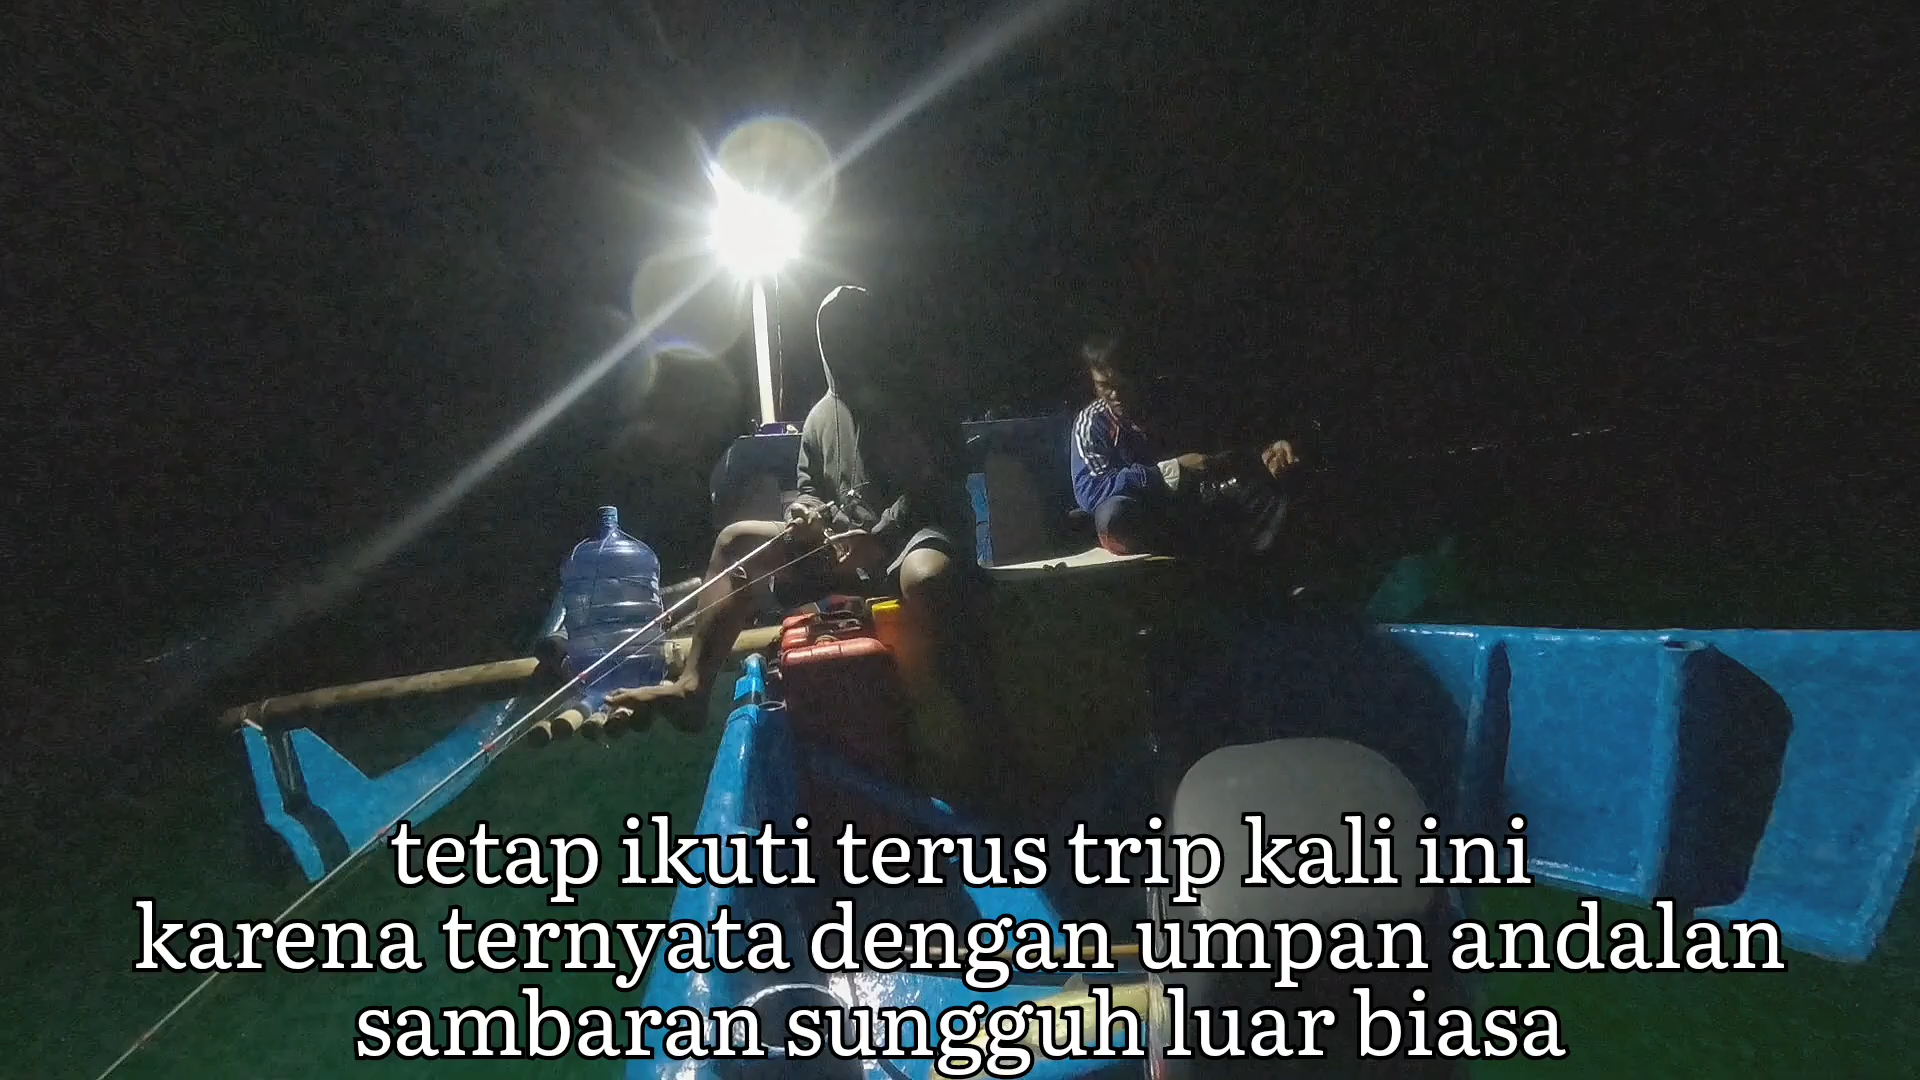 tetap ikuti terus trip kali ini
karena ternyata dengan umpan andalan
sambaran sungguh luar biasa